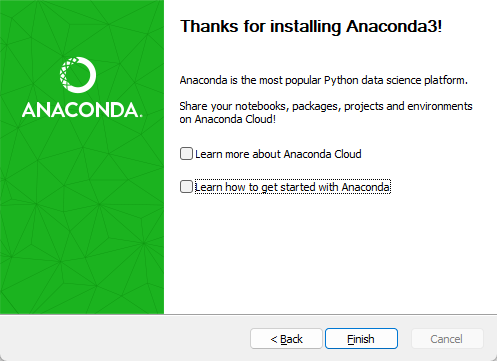 Thanks for installing Anaconda3!
ANACONDA.
Anaconda is the most popular Python data science platform.
Share your notebooks, packages, projects and environments
on Anaconda Cloud!
Learn more about Anaconda Cloud
Learn how to get started with Anaconda
< Back
Finish
Cancel